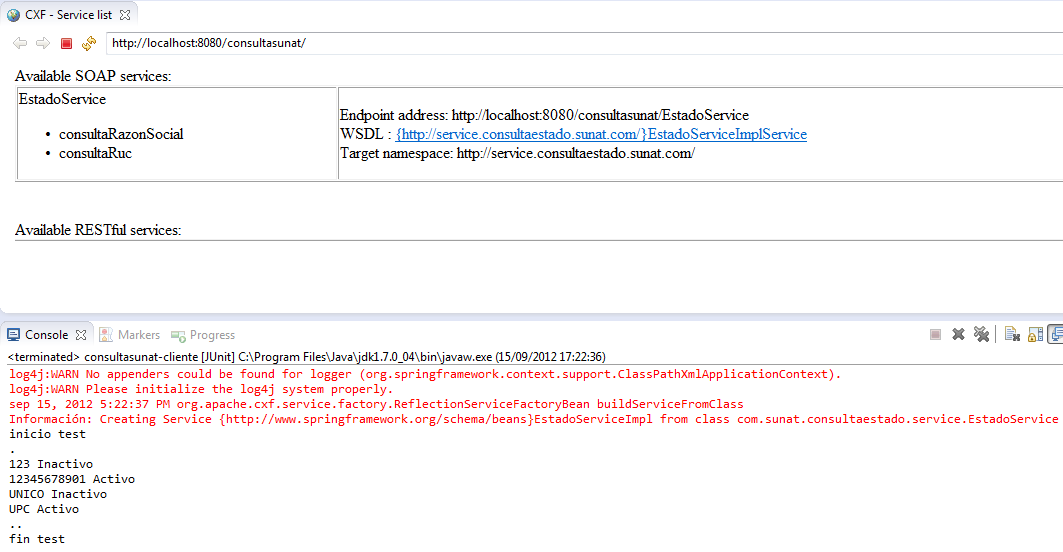 CXF - Service list
http://localhost:8080/consultasunat/
Available SOAP services:
EstadoService
• consultaRazonSocial
• consultaRuc
Endpoint address: http://localhost:8080/consultasunat/EstadoService
WSDL : {http://service.consultaestado.sunat.com/}EstadoServiceImplService
Target namespace: http://service.consultaestado.sunat.com/
Available RESTful services:
Console Markers Progress
<terminated> consultasunat-cliente [JUnit] C:\Program Files\Java\jdk1.7.0_04\bin\javaw.exe (15/09/2012 17:22:36)
log4j:WARN No appenders could be found for logger (org.springframework.context.support.ClassPathXmlApplicationContext).
log4j:WARN Please initialize the log4j system properly.
sep 15, 2012 5:22:37 PM org.apache.cxf.service.factory.ReflectionServiceFactoryBean buildServiceFromClass
Información: Creating Service {http://www.springframework.org/schema/beans}EstadoServiceImpl from class com.sunat.consultaestado.service.EstadoService
inicio test
.
123 Inactivo
12345678901 Activo
UNICO Inactivo
UPC Activo
..
fin test